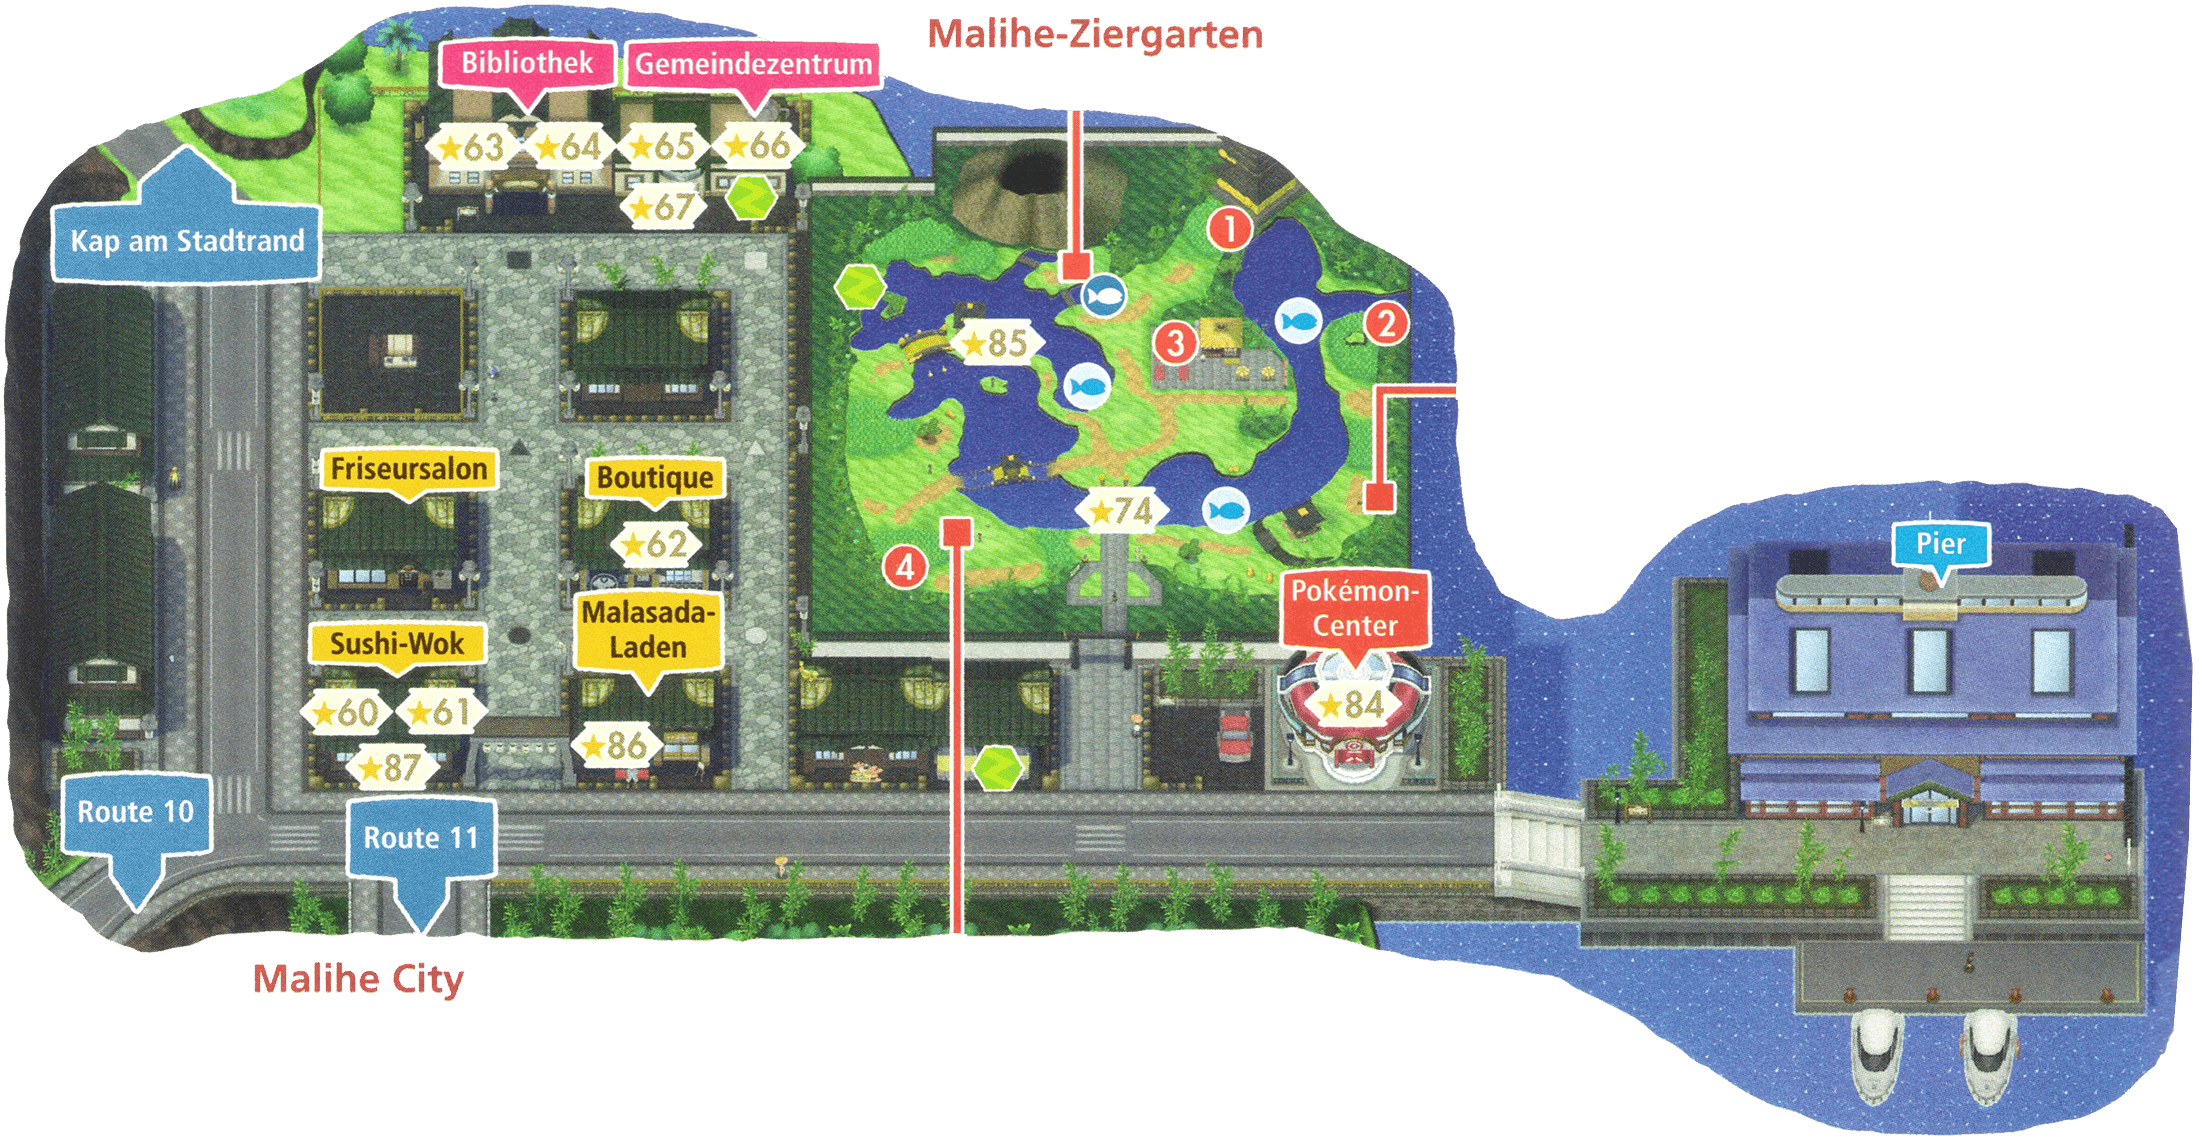 Malihe-Ziergarten
Bibliothek
Gemeindezentrum
63
64
65
66
67
Kap am Stadtrand
1
2
3
85
Friseursalon
Boutique
62
74
4
Pier
Pokémon-
Center
84
Malasada-
Laden
86
Sushi-Wok
60
61
87
Route 10
Route 11
Malihe City